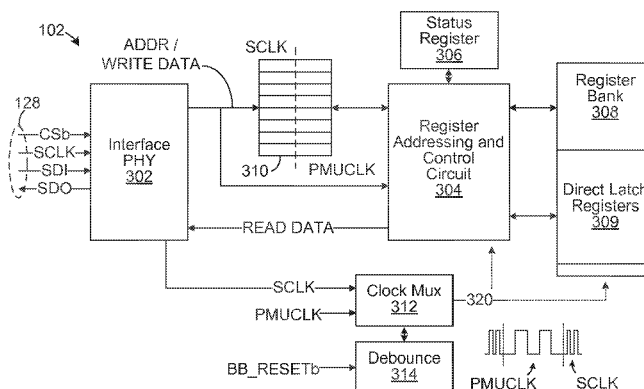 102
ADDR /
WRITE DATA
SCLK
Status
Register
306
128
CSb
SCLK
SDI
SDO
Interface
PHY
302
310
PMUCLK
Register
Addressing and
Control
Circuit
304
Register
Bank
308
Direct Latch
Registers
309
READ DATA
SCLK
PMUCLK
Clock Mux
312
320
BB_RESETb
Debounce
314
PMUCLK
SCLK